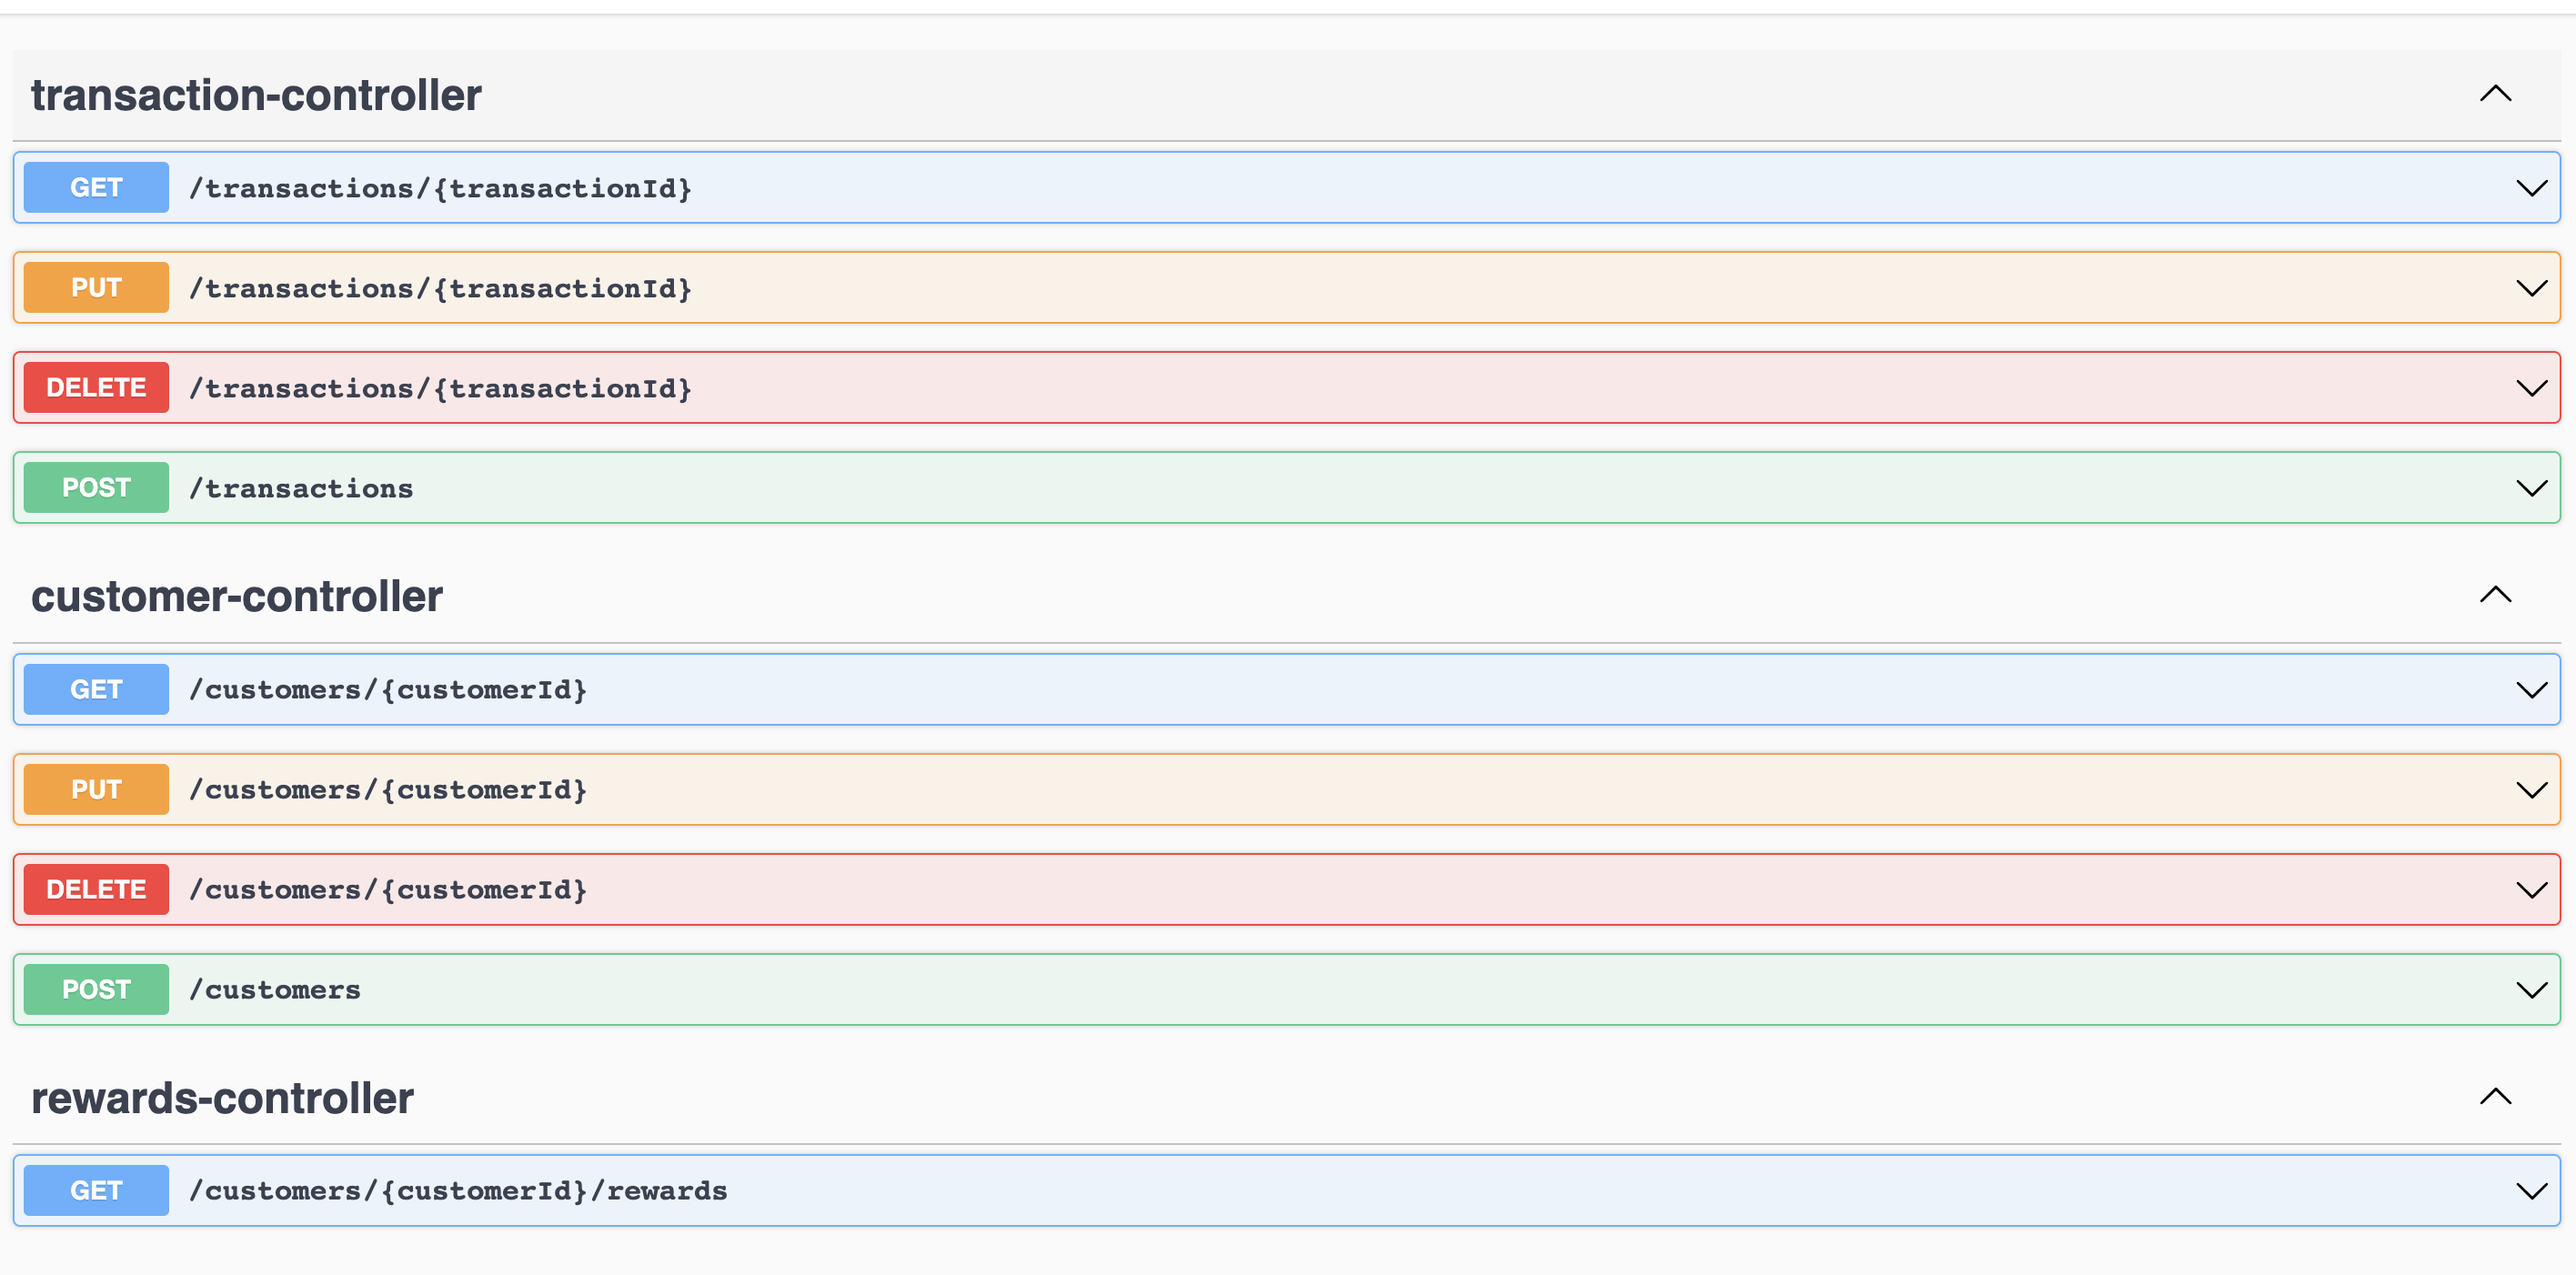 transaction-controller
GET /transactions/{transactionId}
PUT /transactions/{transactionId}
DELETE /transactions/{transactionId}
POST /transactions
customer-controller
GET /customers/{customerId}
PUT /customers/{customerId}
DELETE /customers/{customerId}
POST /customers
rewards-controller
GET /customers/{customerId}/rewards